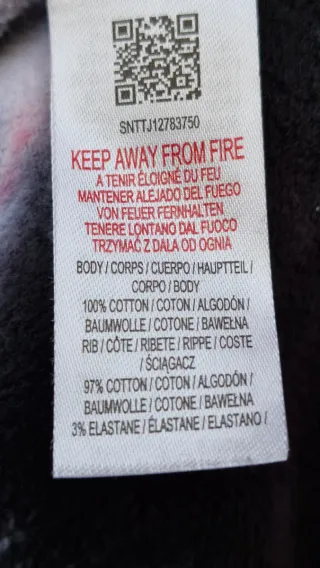 SNTTJ12783750
KEEP AWAY FROM FIRE
A TENIR ÉLOIGNÉ DU FEU
MANTENER ALEJADO DEL FUEGO
VON FEUER FERNHALTEN
TENERE LONTANO DAL FUOCO
TRZYMAĆ Z DALA OD OGNIA
BODY / CORPS / CUERPO / HAUPTTEIL /
CORPO / BODY
100% COTTON / COTON / ALGODÓN /
BAUMWOLLE / COTONE / BAWEŁNA
RIB / CÔTE / RIBETE / RIPPE / COSTE
/ ŚCIĄGACZ
97% COTTON / COTON / ALGODÓN /
BAUMWOLLE / COTONE / BAWEŁNA
3% ELASTANE / ÉLASTANE / ELASTANO /